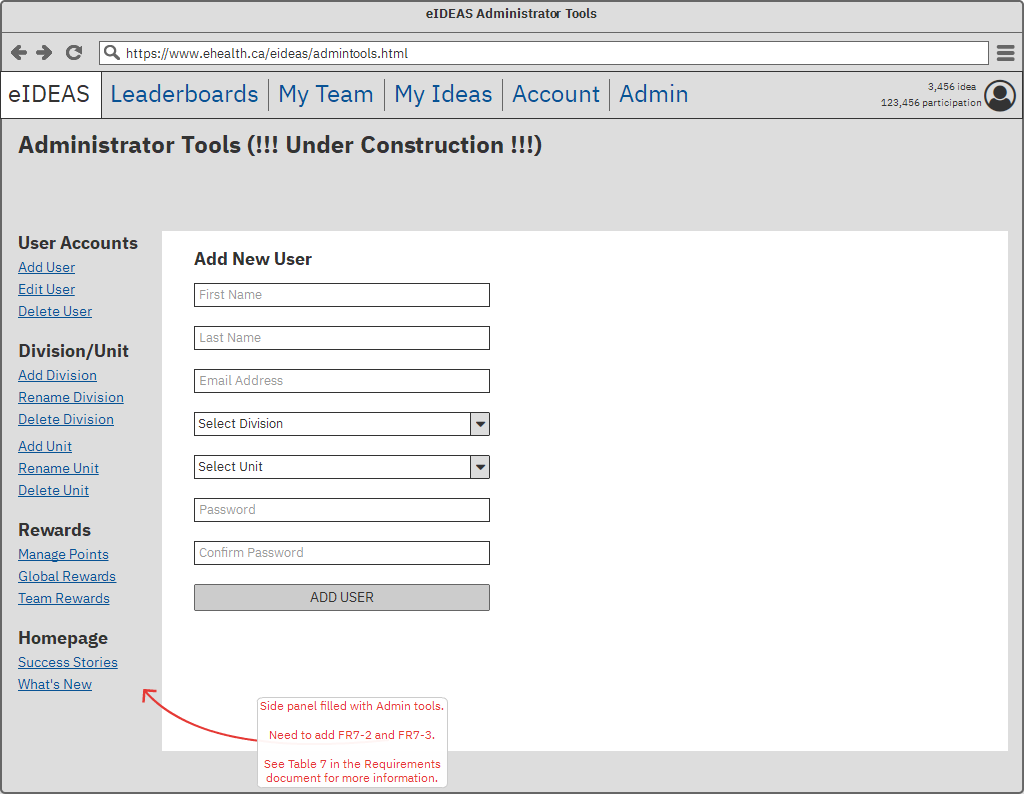 eIDEAS Administrator Tools
https://www.ehealth.ca/eideas/admintools.html
eIDEAS
Leaderboards
My Team
My Ideas
Account
Admin
3,456 idea
123,456 participation
Administrator Tools (!!! Under Construction !!!)
User Accounts
Add User
Edit User
Delete User
Division/Unit
Add Division
Rename Division
Delete Division
Add Unit
Rename Unit
Delete Unit
Rewards
Manage Points
Global Rewards
Team Rewards
Homepage
Success Stories
What's New
Add New User
First Name
Last Name
Email Address
Select Division
Select Unit
Password
Confirm Password
ADD USER
Side panel filled with Admin tools.
Need to add FR7-2 and FR7-3.
See Table 7 in the Requirements
document for more information.